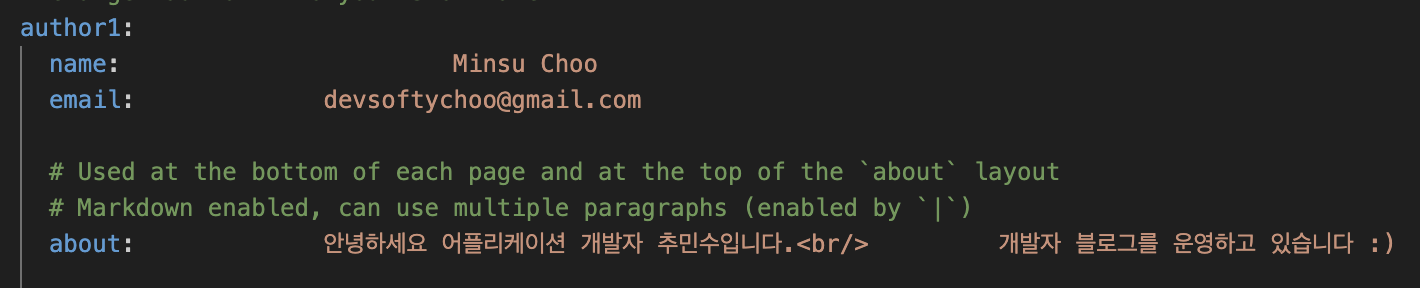 author1:
name: Minsu Choo
email: devsoftychoo@gmail.com
# Used at the bottom of each page and at the top of the `about` layout
# Markdown enabled, can use multiple paragraphs (enabled by `|`)
about: 안녕하세요 어플리케이션 개발자 추민수입니다.<br/> 개발자 블로그를 운영하고 있습니다 :)